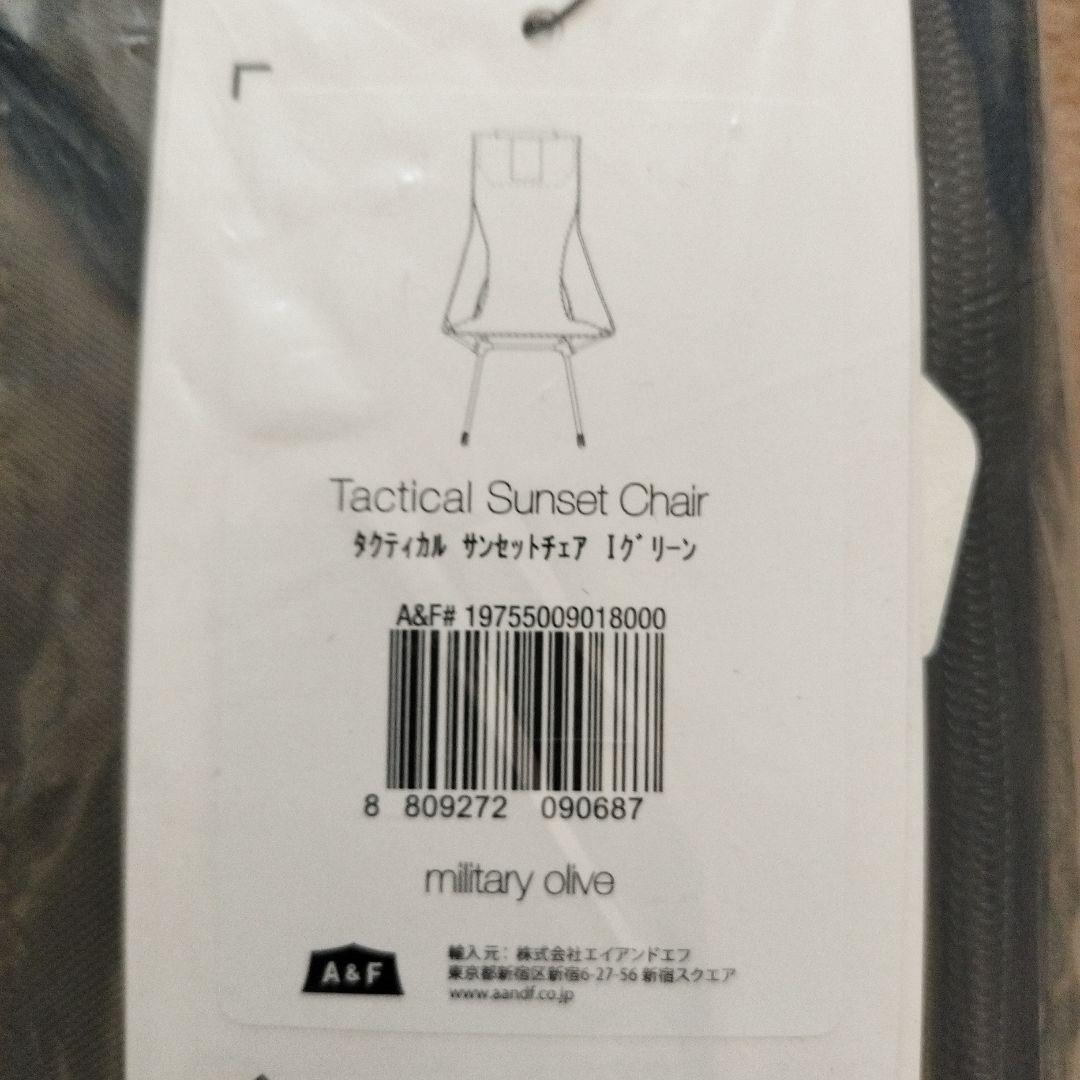 Tactical Sunset Chair
タクティカル サンセットチェア Iグリーン
A&F# 19755009018000
8 809272 090687
military olive
A&F
輸入元：株式会社エイアンドエフ
東京都新宿区新宿6-27-56 新宿スクエア
www.aandf.co.jp